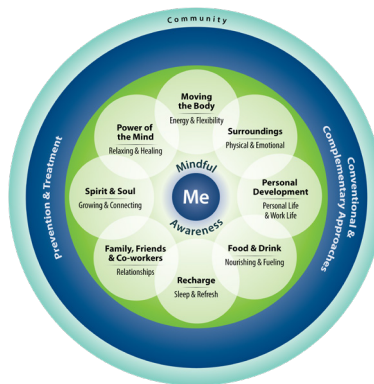 Community
Prevention & Treatment
Conventional &
Complementary Approaches
Moving
the Body
Energy & Flexibility
Surroundings
Physical & Emotional
Personal
Development
Personal Life
& Work Life
Food & Drink
Nourishing & Fueling
Recharge
Sleep & Refresh
Family, Friends
& Co-workers
Relationships
Spirit & Soul
Growing & Connecting
Power of
the Mind
Relaxing & Healing
Mindful
Awareness
Me